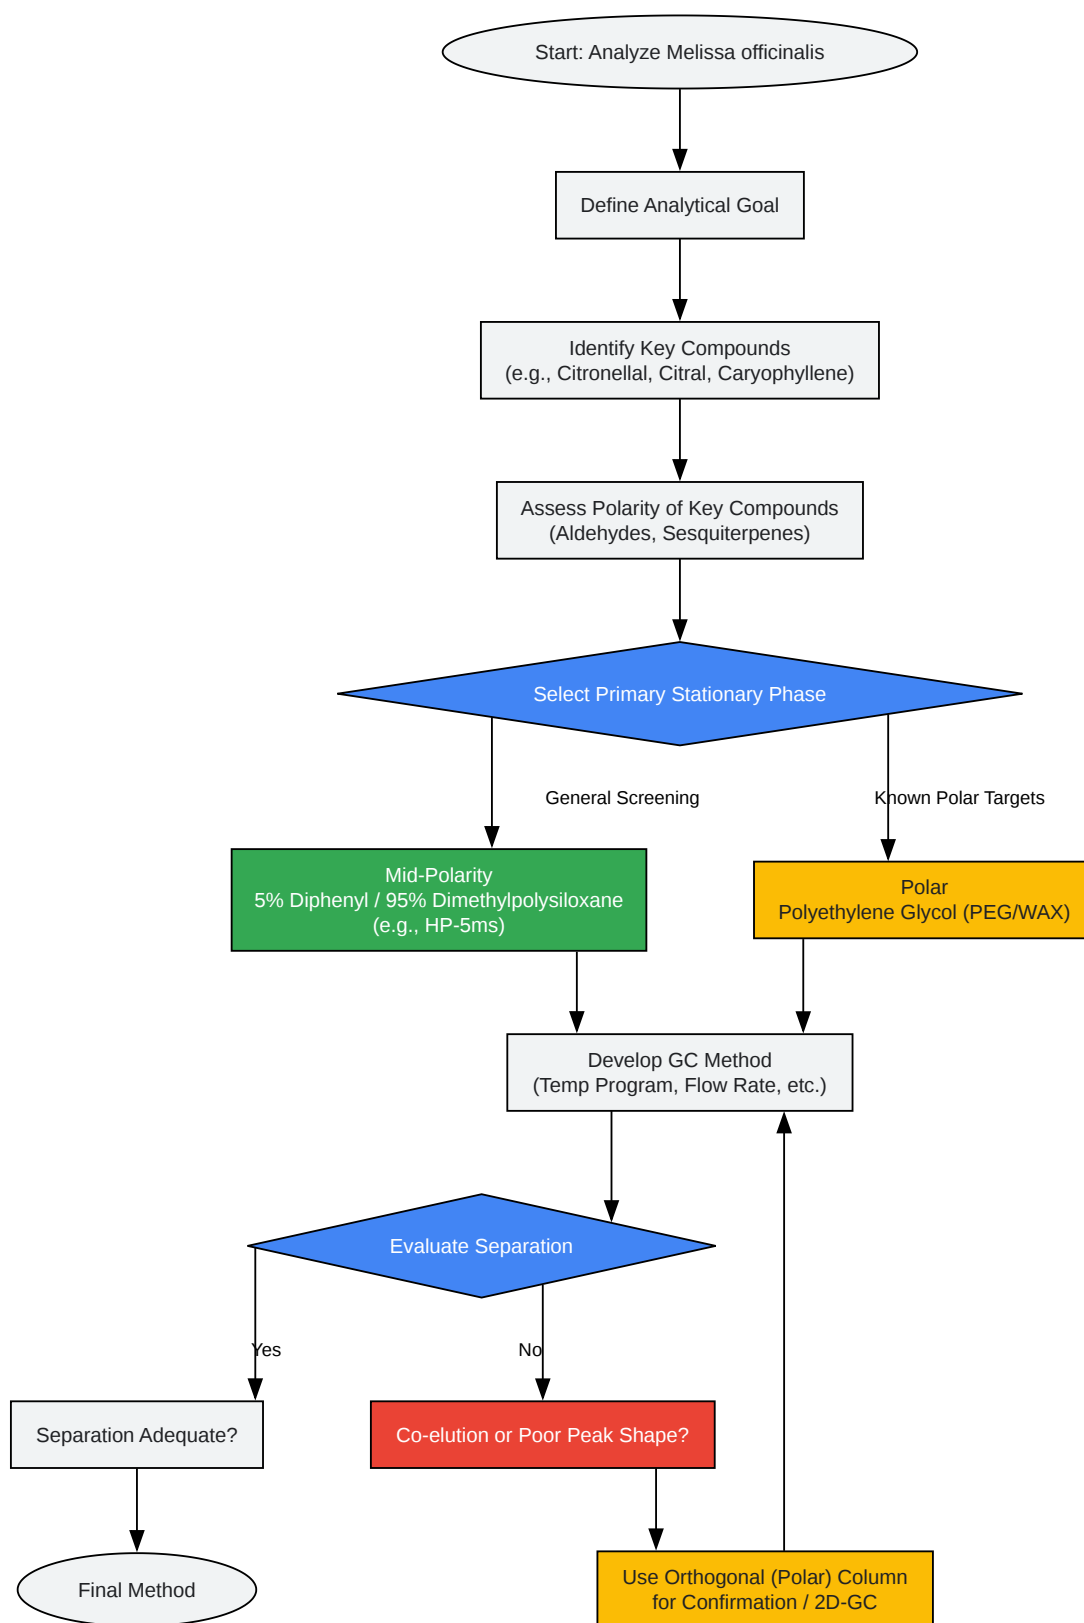 Start: Analyze Melissa officinalis
Define Analytical Goal
Identify Key Compounds
(e.g., Citronellal, Citral, Caryophyllene)
Assess Polarity of Key Compounds
(Aldehydes, Sesquiterpenes)
Select Primary Stationary Phase
General Screening
Known Polar Targets
Mid-Polarity
5% Diphenyl / 95% Dimethylpolysiloxane
(e.g., HP-5ms)
Polar
Polyethylene Glycol (PEG/WAX)
Develop GC Method
(Temp Program, Flow Rate, etc.)
Evaluate Separation
Yes
No
Separation Adequate?
Co-elution or Poor Peak Shape?
Final Method
Use Orthogonal (Polar) Column
for Confirmation / 2D-GC